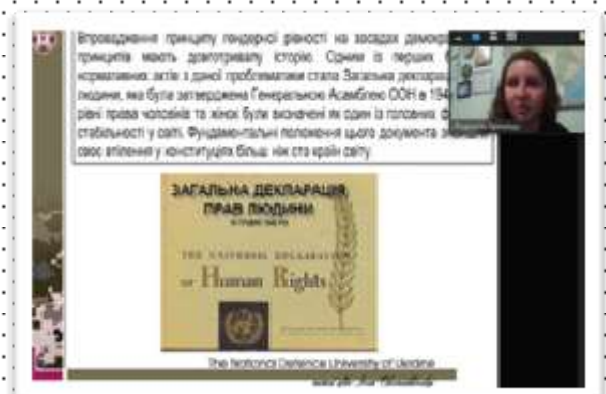 Впровадження принципу гендерної рівності на засадах демокра
принципів мають довготривалу історію. Одним із перших
нормативних актів з даної проблематики стала Загальна деклара
людини, яка була затверджена Генеральною Асамблеєю ООН в 194
рівні права чоловіків та жінок були визначені як один із головних
стабільності у світі. Фундаментальні положення цього документа
своє втілення у конституціях більш ніж ста країн світу
ЗАГАЛЬНА ДЕКЛАРАЦІЯ
ПРАВ ЛЮДИНИ
THE UNIVERSAL DECLARATION
OF Human Rights
The National Defence University of Ukraine